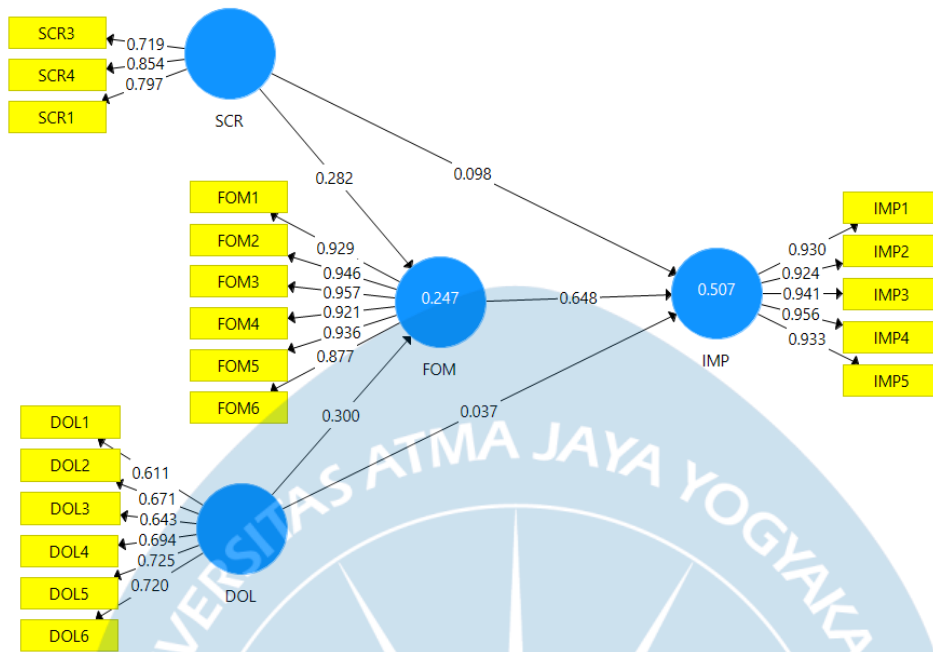 SCR3
SCR4
SCR1
0.719
0.854
0.797
SCR
0.282
0.098
FOM1
FOM2
FOM3
FOM4
FOM5
FOM6
0.929
0.946
0.957
0.921
0.936
0.877
0.247
FOM
0.648
0.507
IMP
0.930
0.924
0.941
0.956
0.933
IMP1
IMP2
IMP3
IMP4
IMP5
0.300
0.037
DOL1
DOL2
DOL3
DOL4
DOL5
DOL6
0.611
0.671
0.643
0.694
0.725
0.720
DOL
VERSITAS ATMA JAYA YOGYAKA